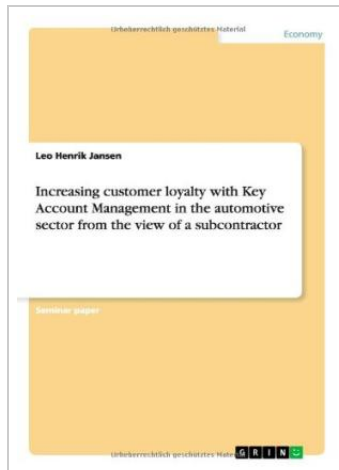 Urheberrechtlich geschütztes Material
Economy
Leo Henrik Jansen
Increasing customer loyalty with Key
Account Management in the automotive
sector from the view of a subcontractor
Seminar paper
Urheberrechtlich geschütztes Mater
GRIN